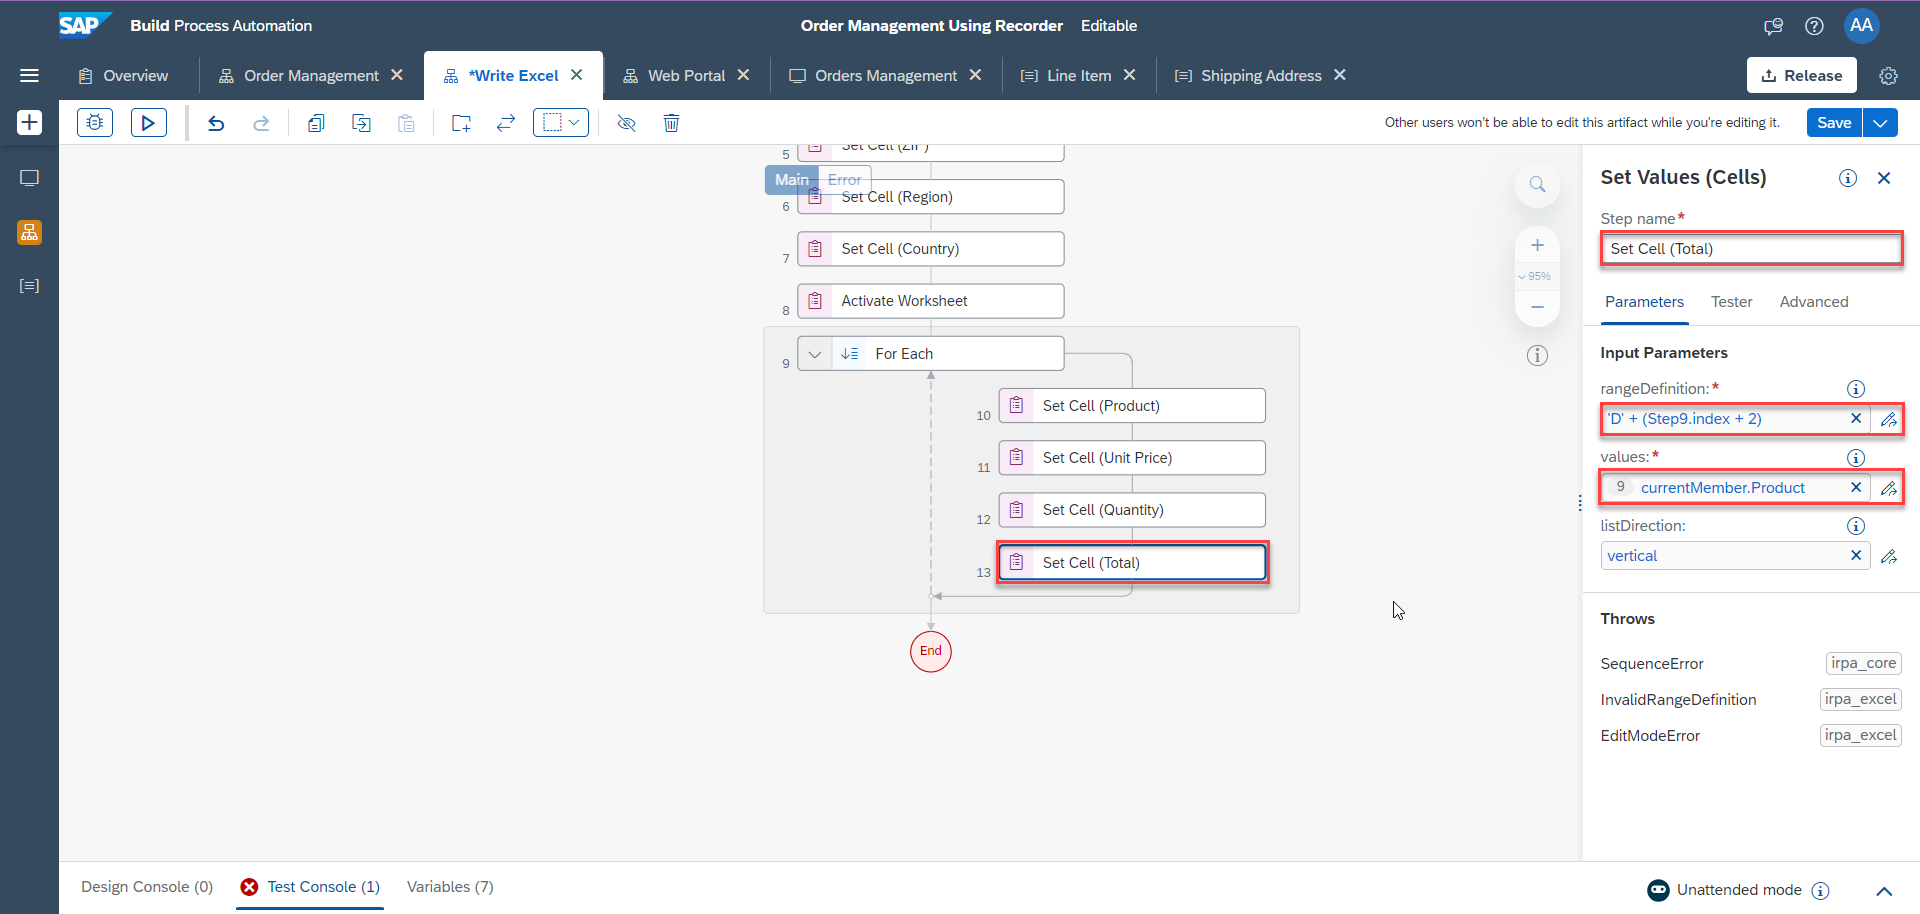 SAP Build Process Automation
Order Management Using Recorder Editable
AA
Overview
Order Management
*Write Excel
Web Portal
Orders Management
Line Item
Shipping Address
Release
Other users won't be able to edit this artifact while you're editing it.
Save
5 Set Cell (ZIP)
Main Error
6 Set Cell (Region)
7 Set Cell (Country)
8 Activate Worksheet
9 For Each
10 Set Cell (Product)
11 Set Cell (Unit Price)
12 Set Cell (Quantity)
13 Set Cell (Total)
End
95%
Set Values (Cells)
Step name*
Set Cell (Total)
Parameters Tester Advanced
Input Parameters
rangeDefinition:*
'D' + (Step9.index + 2)
values:*
9 currentMember.Product
listDirection:
vertical
Throws
SequenceError irpa_core
InvalidRangeDefinition irpa_excel
EditModeError irpa_excel
Design Console (0) Test Console (1) Variables (7)
Unattended mode